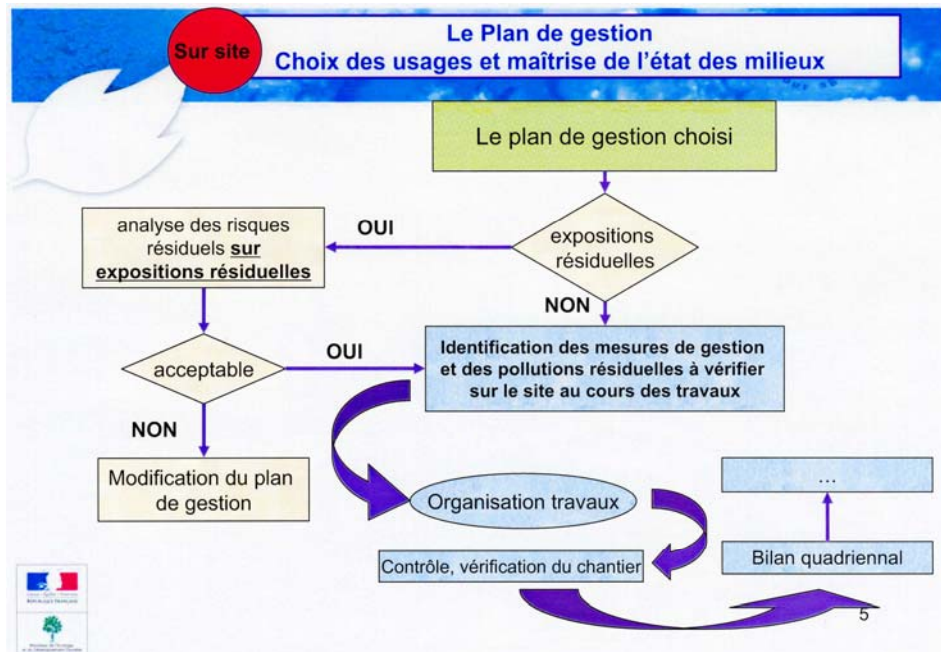 Sur site
Le Plan de gestion
Choix des usages et maîtrise de l'état des milieux
Le plan de gestion choisi
analyse des risques
résiduels sur
expositions résiduelles
OUI
expositions
résiduelles
NON
acceptable
OUI
Identification des mesures de gestion
et des pollutions résiduelles à vérifier
sur le site au cours des travaux
NON
Modification du plan
de gestion
Organisation travaux
...
Contrôle, vérification du chantier
Bilan quadriennal
5
RÉPUBLIQUE FRANÇAISE